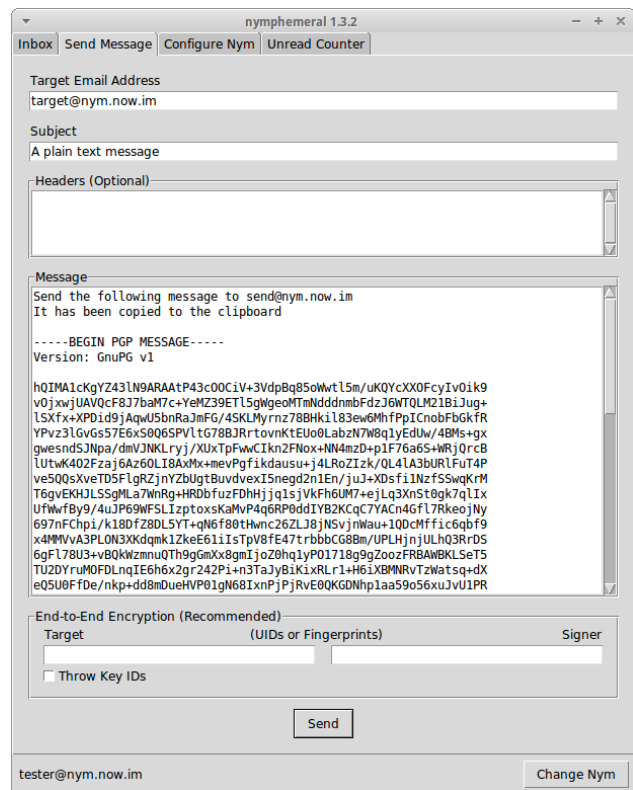 nymphemeral 1.3.2
Inbox Send Message Configure Nym Unread Counter
Target Email Address
target@nym.now.im
Subject
A plain text message
Headers (Optional)
Message
Send the following message to send@nym.now.im
It has been copied to the clipboard
-----BEGIN PGP MESSAGE-----
Version: GnuPG v1
hQIMA1cKgYZ43lN9ARAAtP43cOOCiV+3VdpBq85oWwtl5m/uKQYcXXOFcyIvOik9
vOjxwjUAVQcF8J7baM7c+YeMZ39ETl5gWgeoMTmNdddnmbFdzJ6WTQLM21BiJug+
lSXfx+XPDid9jAqwU5bnRaJmFG/4SKLMyrnz78BHkil83ew6MhfPpICnobFbGkfR
YPvz3lGvGs57E6xS0Q6SPVltG78BJRrtovnKtEUo0LabzN7W8q1yEdUw/4BMs+gx
gwesndSJNpa/dmVJNKLryj/XUxTpFwwCIkn2FNox+NN4mzD+p1F76a6S+WRjQrcB
lUtwK4O2Fzaj6Az6OLI8AxMx+mevPgfikdausu+j4LRoZIzk/QL4lA3bURlFuT4P
ve5QQsXveTD5FlgRZjnYZbUgtBuvdvexI5negd2n1En/juJ+XDsfi1NzfSSwqKrM
T6gvEKHJLSSgMLa7WnRg+HRDbfuzFDhHjjq1sjVkFh6UM7+ejLq3XnSt0gk7qlIx
UfWwfBy9/4uJP69WFSLIzptoxsKaMvP4q6RP0ddIYB2KCqC7YACn4Gfl7RkeojNy
697nFChpi/k18DfZ8DL5YT+qN6f80tHwnc26ZLJ8jNSvjnWau+1QDcMffic6qbf9
x4MMVvA3PLON3XKdqmk1ZkeE61iIsTpV8fE47trbbbCG8Bm/UPLHjnjULhQ3RrDS
6gFl78U3+vBQkWzmnuQTh9gGmXx8gmIjoZ0hq1yPO1718g9gZoozFRBAWBKLSeT5
TU2DYruMOFDLnqIE6h6x2gr242Pi+n3TaJyBiKixRLr1+H6iXBMNRvTzWatsq+dX
eQ5U0FfDe/nkp+dd8mDueHVP01gN68IxnPjPjRvE0QKGDNhp1aa59o56xuJvU1PR
End-to-End Encryption (Recommended)
Target (UIDs or Fingerprints) Signer
Throw Key IDs
Send
tester@nym.now.im Change Nym